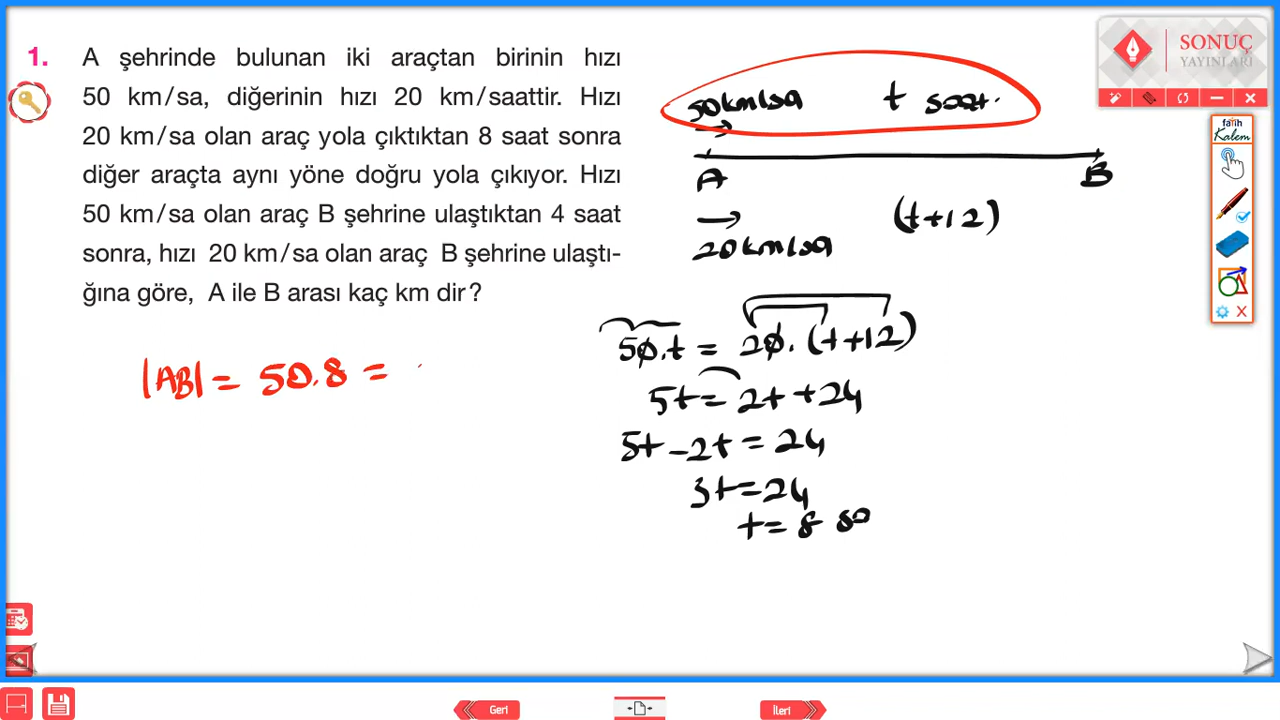 1. A şehrinde bulunan iki araçtan birinin hızı
50 km/sa, diğerinin hızı 20 km/saattir. Hızı
20 km/sa olan araç yola çıktıktan 8 saat sonra
diğer araçta aynı yöne doğru yola çıkıyor. Hızı
50 km/sa olan araç B şehrine ulaştıktan 4 saat
sonra, hızı 20 km/sa olan araç B şehrine ulaştı-
ğına göre, A ile B arası kaç km dir?
|AB| = 50.8 =
50km/sa t saat.
A B
20km/sa (t+12)
50.t = 20.(t+12)
5t = 2t +24
5t -2t = 24
3t=24
t= 8 sa
SONUÇ
YAYINLARI
fatih
Kalem
Geri
İleri